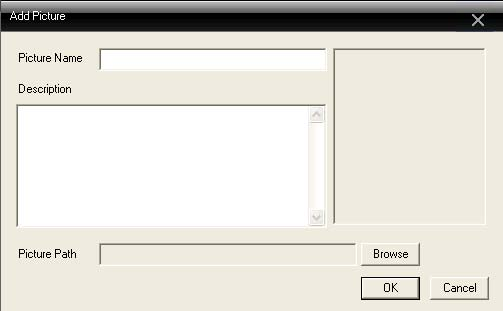 Add Picture
Picture Name
Description
Picture Path
Browse
OK
Cancel